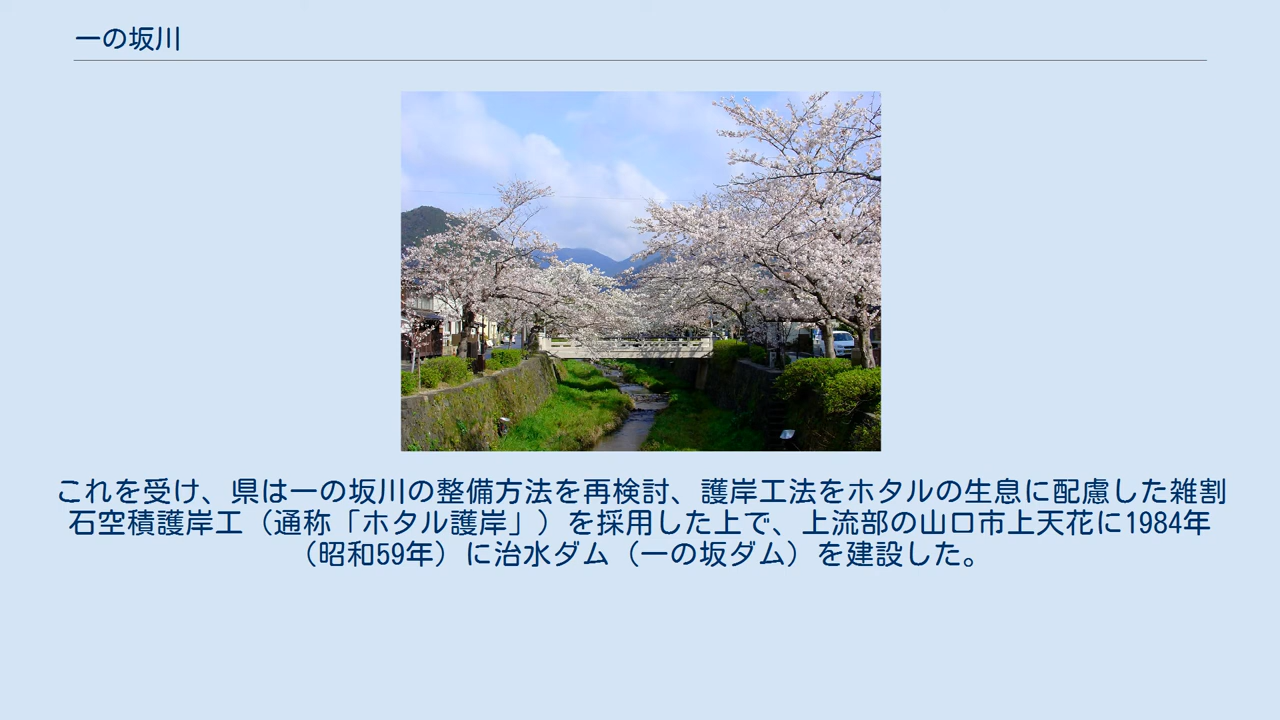 一の坂川
これを受け、県は一の坂川の整備方法を再検討、護岸工法をホタルの生息に配慮した雑割
石空積護岸工（通称「ホタル護岸」）を採用した上で、上流部の山口市上天花に1984年
（昭和59年）に治水ダム（一の坂ダム）を建設した。